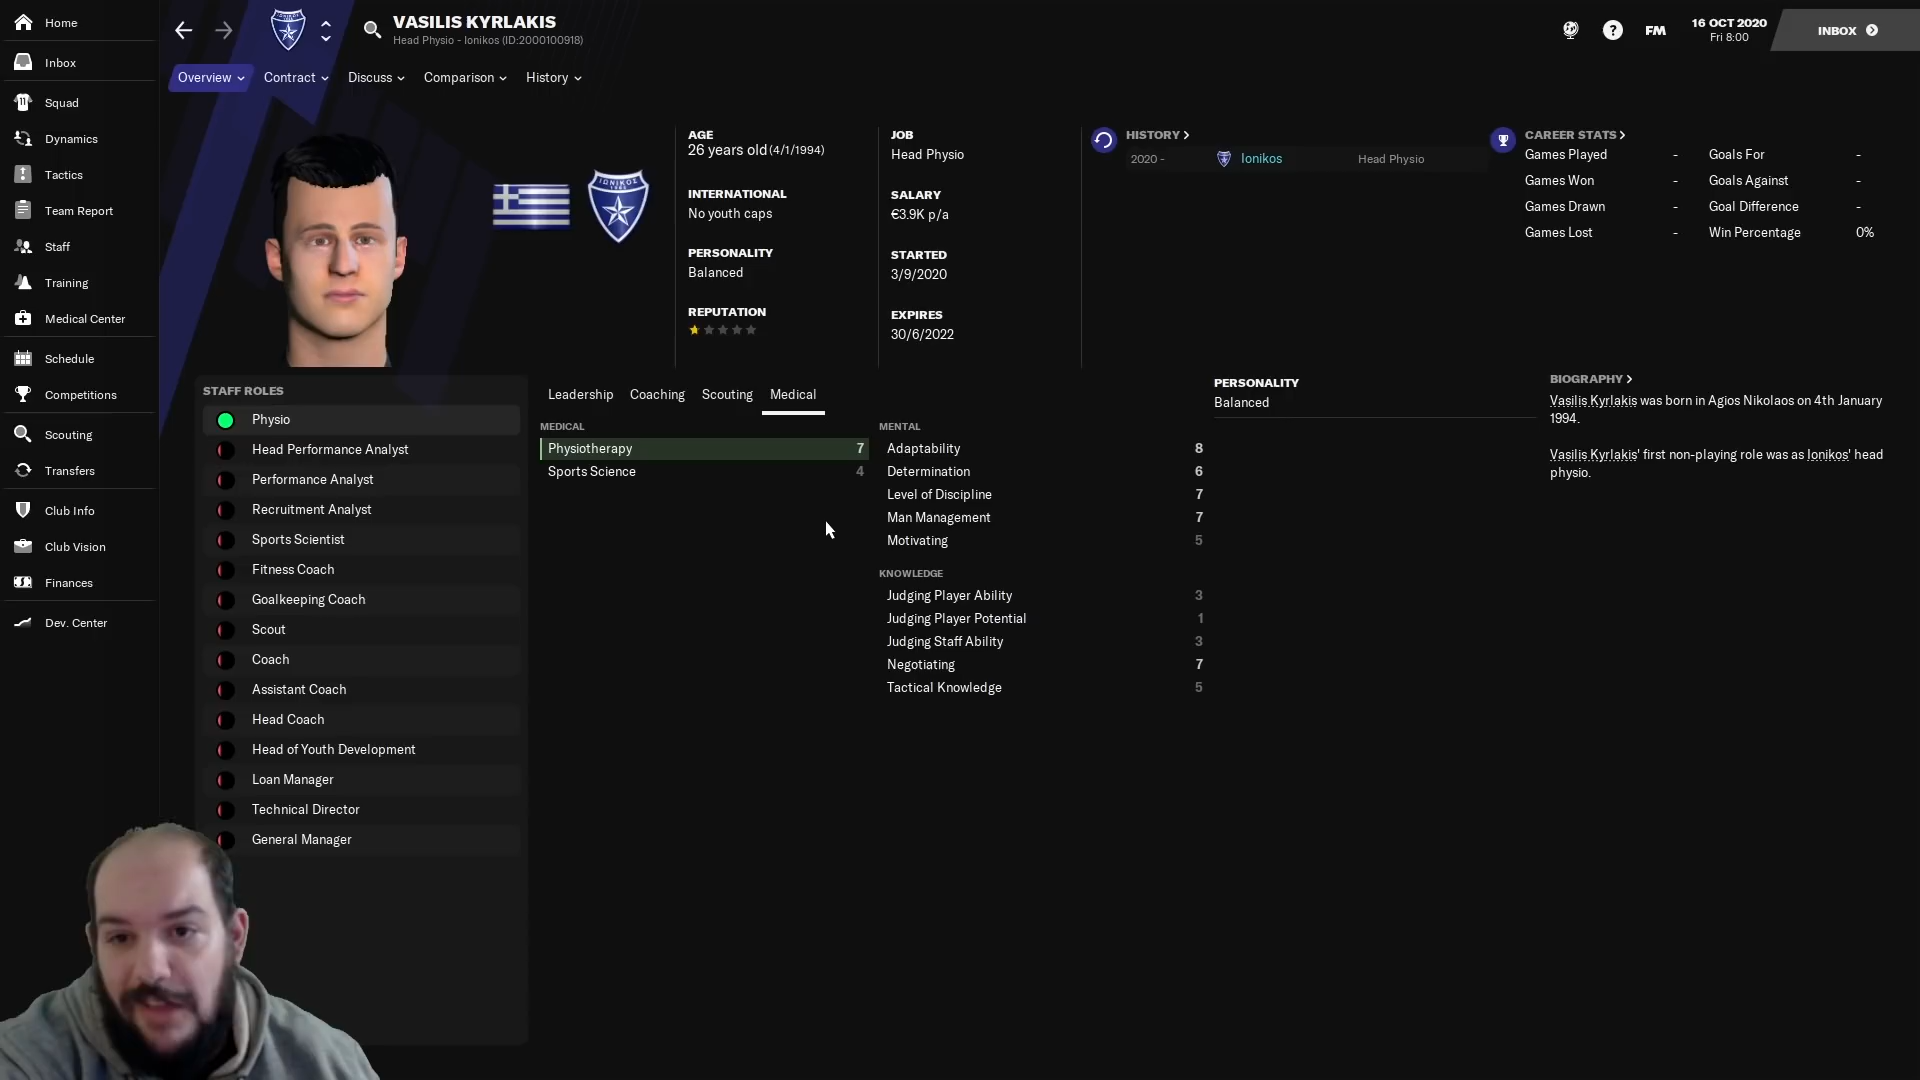 Home
Inbox
Squad
Dynamics
Tactics
Team Report
Staff
Training
Medical Center
Schedule
Competitions
Scouting
Transfers
Club Info
Club Vision
Finances
Dev. Center
VASILIS KYRLAKIS
Head Physio - Ionikos (ID:2000100918)
? FM
16 OCT 2020
Fri 8:00
INBOX
Overview Contract Discuss Comparison History
ΙΩΝΙΚΟΣ
AGE
26 years old (4/1/1994)
INTERNATIONAL
No youth caps
PERSONALITY
Balanced
REPUTATION
JOB
Head Physio
SALARY
€3.9K p/a
STARTED
3/9/2020
EXPIRES
30/6/2022
HISTORY
2020 - Ionikos Head Physio
CAREER STATS
Games Played - Goals For -
Games Won - Goals Against -
Games Drawn - Goal Difference -
Games Lost - Win Percentage 0%
STAFF ROLES
Physio
Head Performance Analyst
Performance Analyst
Recruitment Analyst
Sports Scientist
Fitness Coach
Goalkeeping Coach
Scout
Coach
Assistant Coach
Head Coach
Head of Youth Development
Loan Manager
Technical Director
General Manager
Leadership Coaching Scouting Medical
MEDICAL
Physiotherapy 7
Sports Science 4
MENTAL
Adaptability 8
Determination 6
Level of Discipline 7
Man Management 7
Motivating 5
KNOWLEDGE
Judging Player Ability 3
Judging Player Potential 1
Judging Staff Ability 3
Negotiating 7
Tactical Knowledge 5
PERSONALITY
Balanced
BIOGRAPHY
Vasilis Kyrlakis was born in Agios Nikolaos on 4th January
1994.
Vasilis Kyrlakis' first non-playing role was as Ionikos' head
physio.